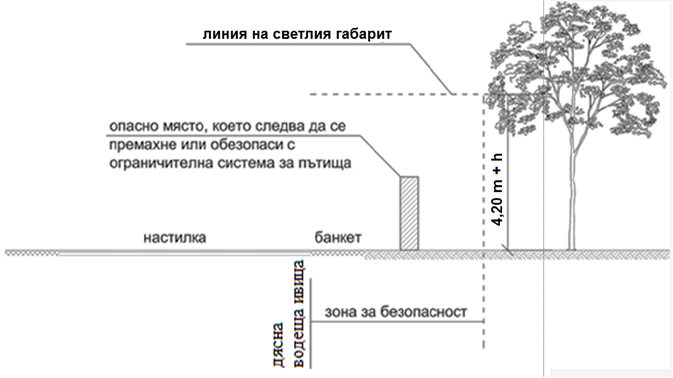 линия на светлия габарит
опасно място, което следва да се
премахне или обезопаси с
ограничителна система за пътища
4,20 m + h
настилка
банкет
дясна
водеща ивица
зона за безопасност